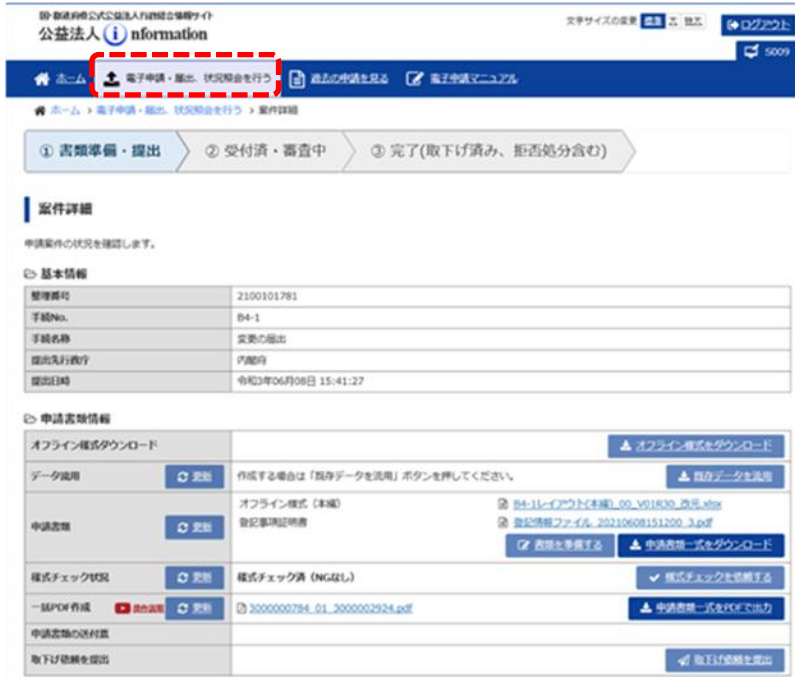 国・都道府県公式公益法人行政総合情報サイト
公益法人 information
文字サイズの変更 標準 大 特大
ログアウト
5009
ホーム
電子申請・届出、状況照会を行う
過去の申請を見る
電子申請マニュアル
ホーム > 電子申請・届出、状況照会を行う > 案件詳細
① 書類準備・提出
② 受付済・審査中
③ 完了(取下げ済み、拒否処分含む)
案件詳細
申請案件の状況を確認します。
基本情報
整理番号 2100101781
手続No. B4-1
手続名称 変更の届出
提出先行政庁 内閣府
提出日時 令和3年06月08日 15:41:27
申請書類情報
オフライン様式ダウンロード オフライン様式をダウンロード
データ流用 更新 作成する場合は「既存データを流用」ボタンを押してください。 既存データを流用
申請書類 更新
オフライン様式（本編） B4-1レイアウト(本編)_00_V01R30_改元.xlsx
登記事項証明書 登記情報ファイル_20210608151200_3.pdf
書類を準備する 申請書類一式をダウンロード
様式チェック状況 更新 様式チェック済（NGなし） 様式チェックを依頼する
一括PDF作成 操作動画 更新 3000000784_01_3000002924.pdf 申請書類一式をPDFで出力
申請書類の送付票
取下げ依頼を提出 取下げ依頼を提出